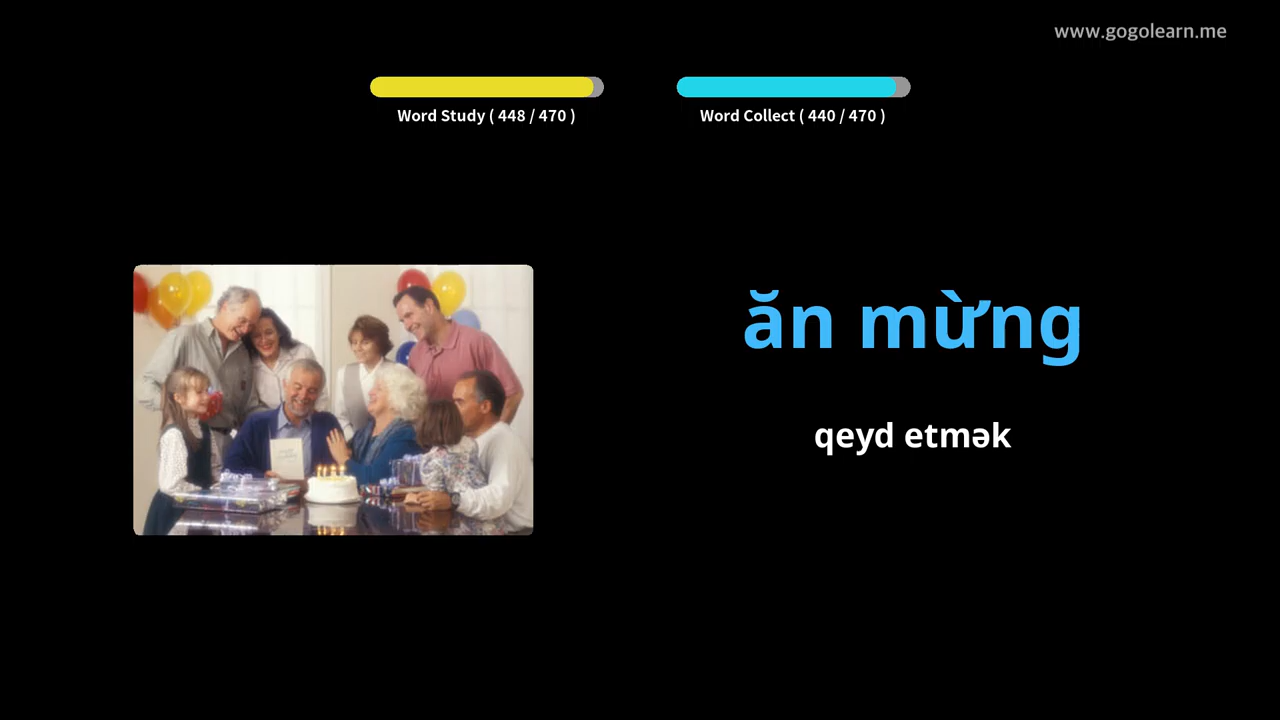 www.gogolearn.me
Word Study ( 448 / 470 )
Word Collect ( 440 / 470 )
ăn mừng
qeyd etmək